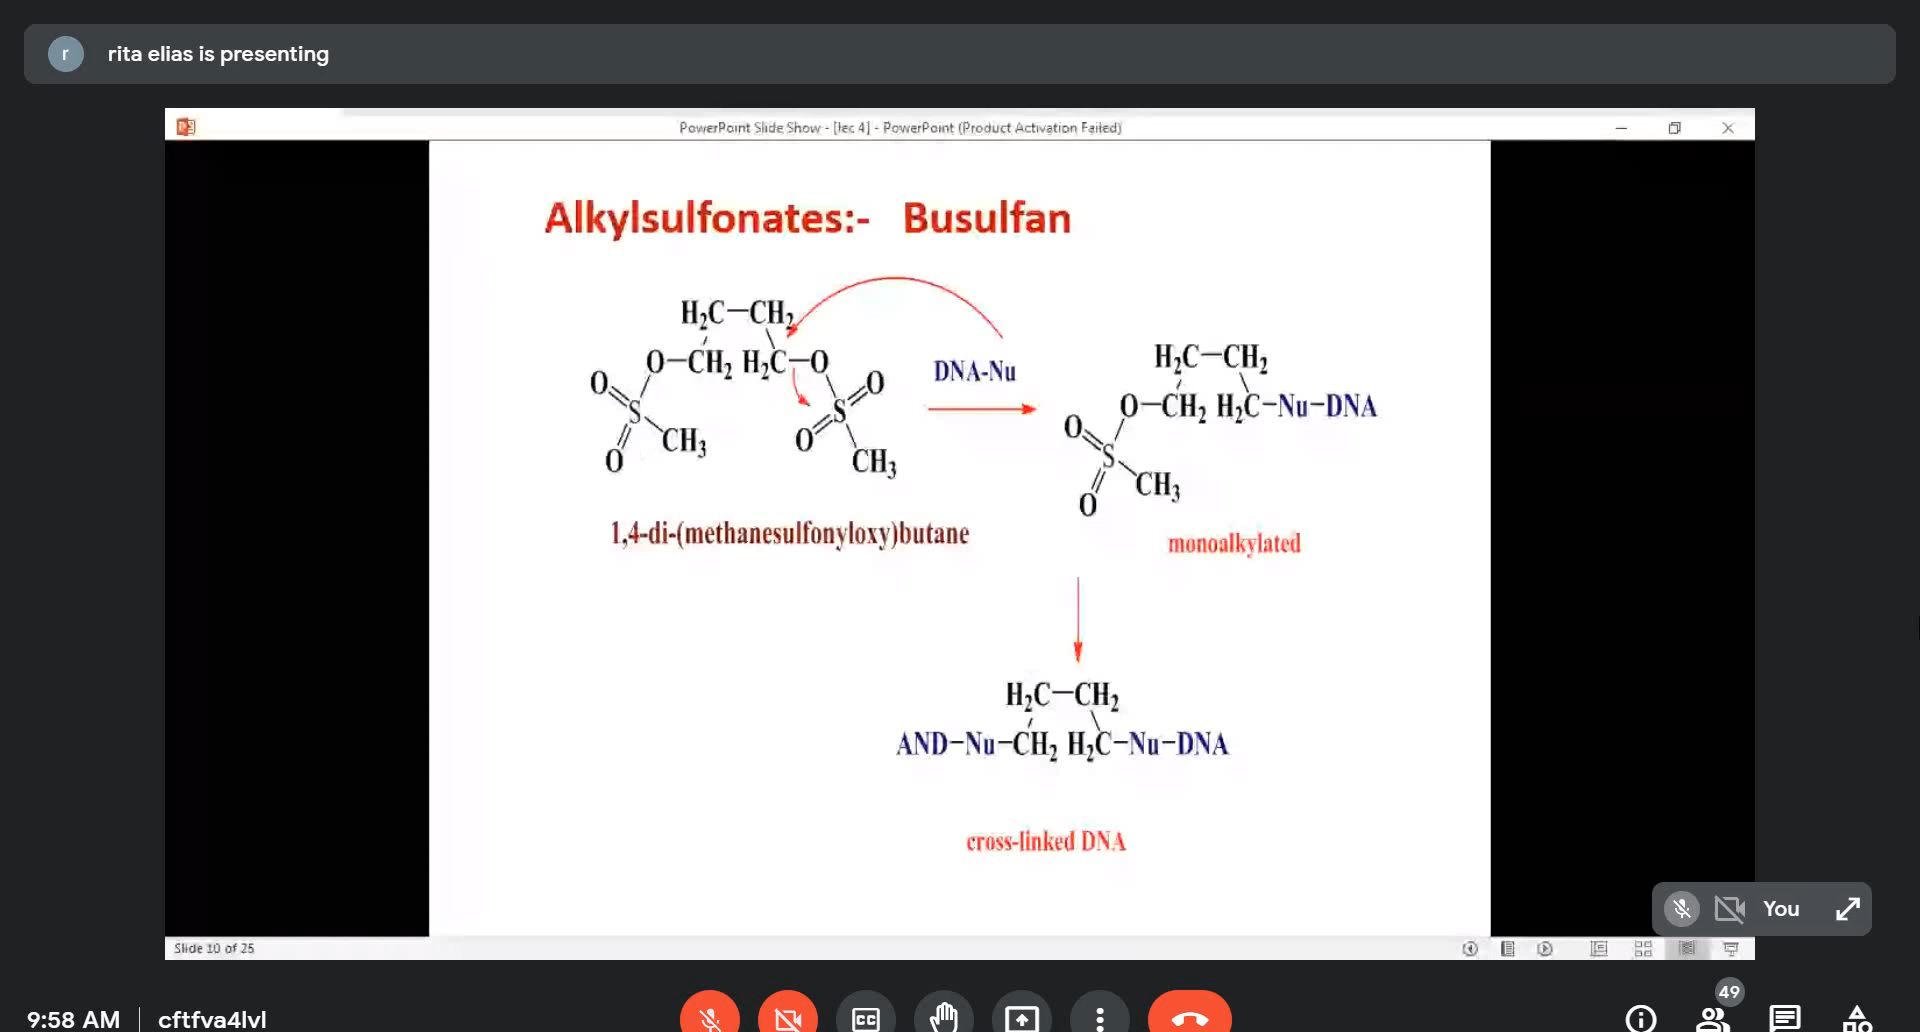 r
rita elias is presenting
PowerPoint Slide Show - [lec 4] - PowerPoint (Product Activation Failed)
Alkylsulfonates:- Busulfan
H₂C-CH₂
O-CH₂ H₂C-O
O S CH₃ O
O S O CH₃
1,4-di-(methanesulfonyloxy)butane
DNA-Nu
H₂C-CH₂
O-CH₂ H₂C-Nu-DNA
O S CH₃ O
monoalkylated
H₂C-CH₂
AND-Nu-CH₂ H₂C-Nu-DNA
cross-linked DNA
You
Slide 10 of 25
9:58 AM | cftfva4lvl
CC
49